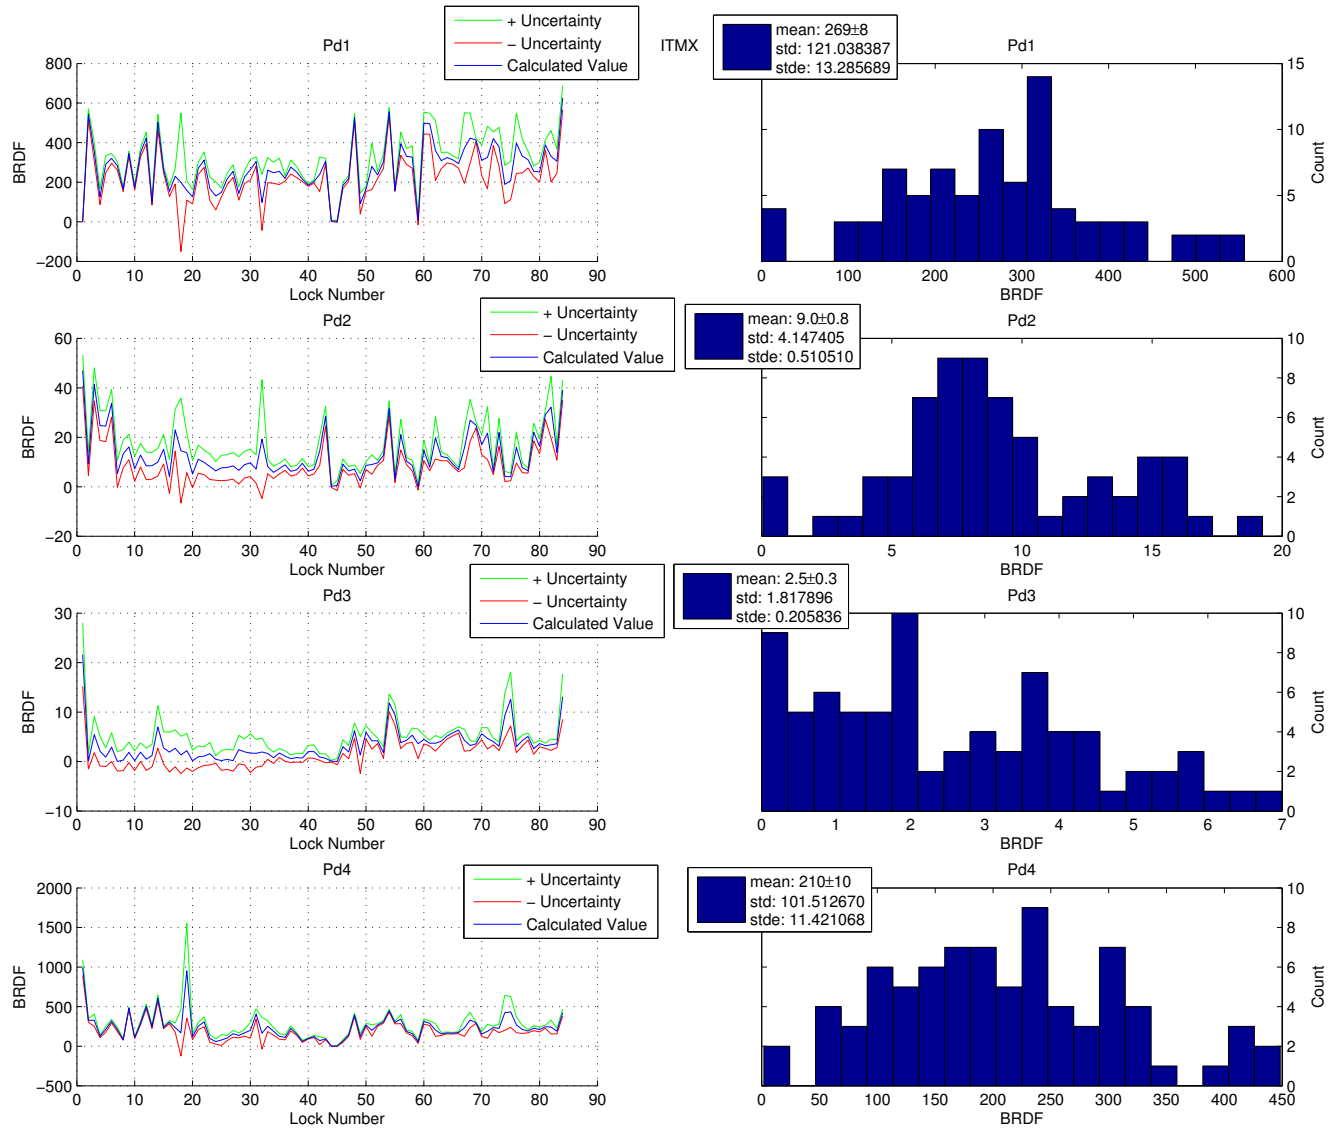 + Uncertainty
− Uncertainty
Calculated Value
Pd1
ITMX
mean: 269±8
std: 121.038387
stde: 13.285689
Pd1
800
600
400
200
0
−200
BRDF
0 10 20 30 40 50 60 70 80 90
Lock Number
15
10
5
0
Count
0 100 200 300 400 500 600
BRDF
+ Uncertainty
− Uncertainty
Calculated Value
Pd2
mean: 9.0±0.8
std: 4.147405
stde: 0.510510
Pd2
60
40
20
0
−20
BRDF
0 10 20 30 40 50 60 70 80 90
Lock Number
10
8
6
4
2
0
Count
0 5 10 15 20
BRDF
+ Uncertainty
− Uncertainty
Calculated Value
Pd3
mean: 2.5±0.3
std: 1.817896
stde: 0.205836
Pd3
30
20
10
0
−10
BRDF
0 10 20 30 40 50 60 70 80 90
Lock Number
10
8
6
4
2
0
Count
0 1 2 3 4 5 6 7
BRDF
+ Uncertainty
− Uncertainty
Calculated Value
Pd4
mean: 210±10
std: 101.512670
stde: 11.421068
Pd4
2000
1500
1000
500
0
−500
BRDF
0 10 20 30 40 50 60 70 80 90
Lock Number
10
8
6
4
2
0
Count
0 50 100 150 200 250 300 350 400 450
BRDF